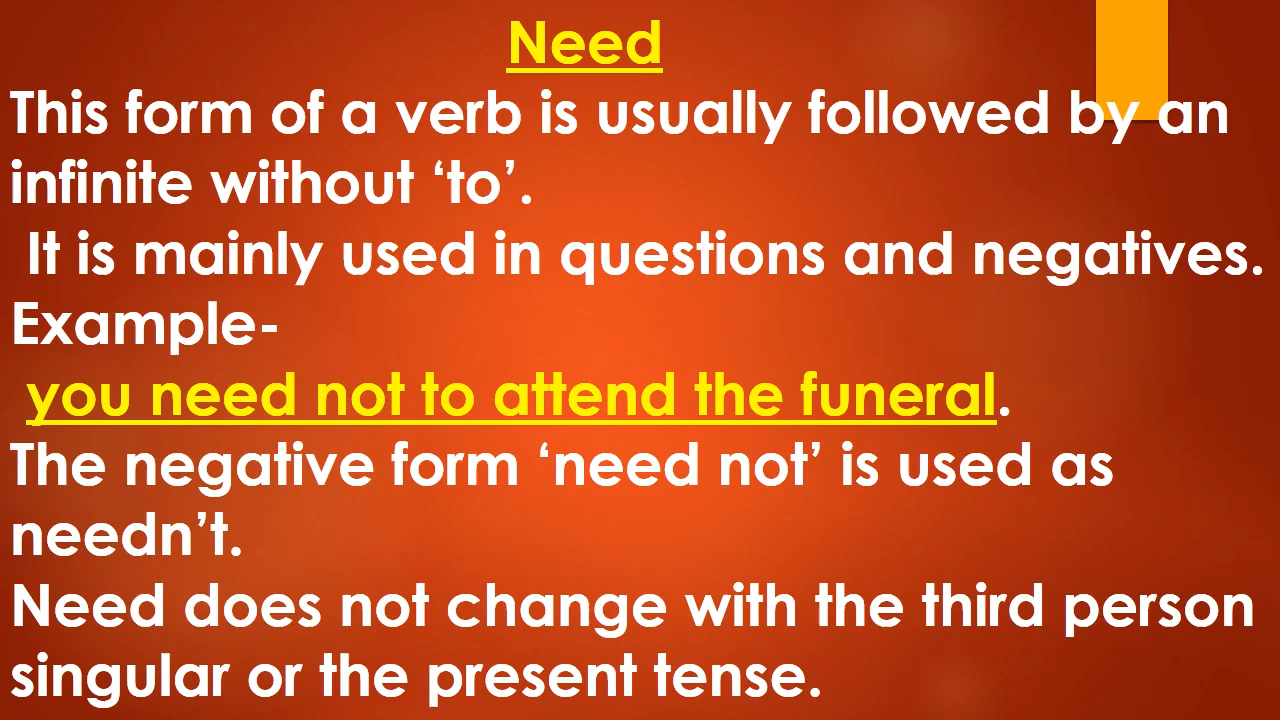 Need
This form of a verb is usually followed by an
infinite without ‘to’.
It is mainly used in questions and negatives.
Example-
you need not to attend the funeral.
The negative form ‘need not’ is used as
needn’t.
Need does not change with the third person
singular or the present tense.